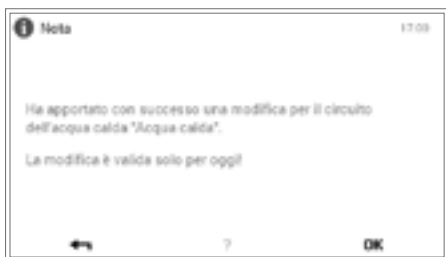 Nota 17:03
Ha apportato con successo una modifica per il circuito
dell'acqua calda "Acqua calda".
La modifica è valida solo per oggi!
? OK